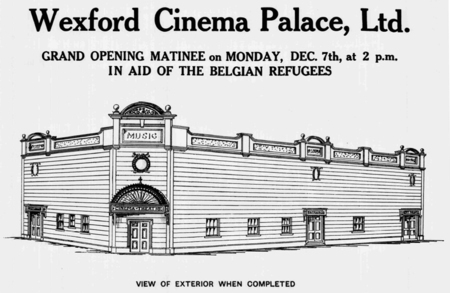 Wexford Cinema Palace, Ltd.
GRAND OPENING MATINEE on MONDAY, DEC. 7th, at 2 p.m.
IN AID OF THE BELGIAN REFUGEES
MUSIC
VIEW OF EXTERIOR WHEN COMPLETED